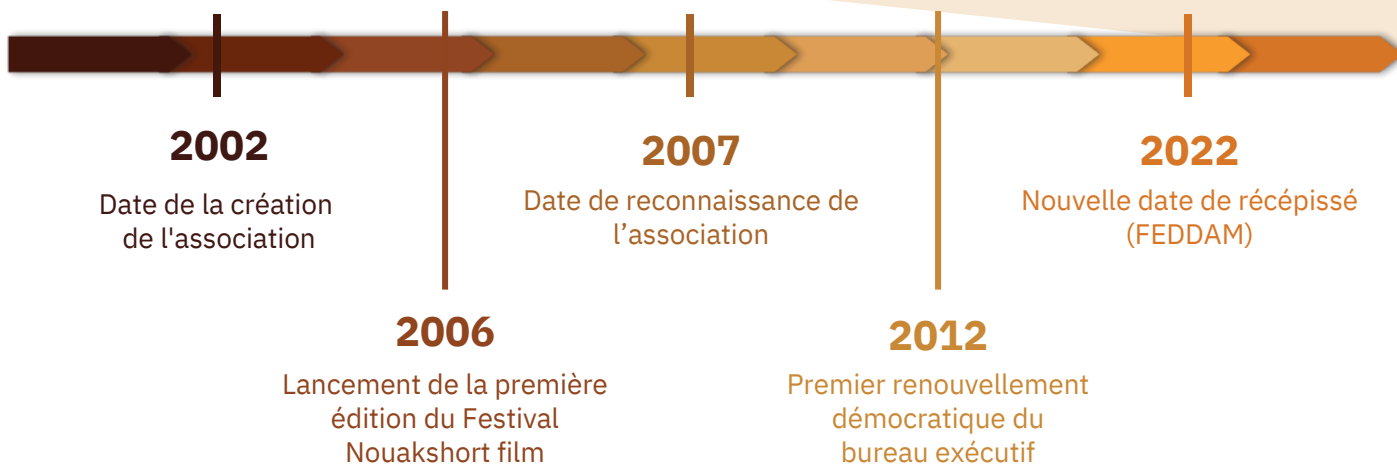 2002
Date de la création
de l'association
2006
Lancement de la première
édition du Festival
Nouakshort film
2007
Date de reconnaissance de
l’association
2012
Premier renouvellement
démocratique du
bureau exécutif
2022
Nouvelle date de récépissé
(FEDDAM)